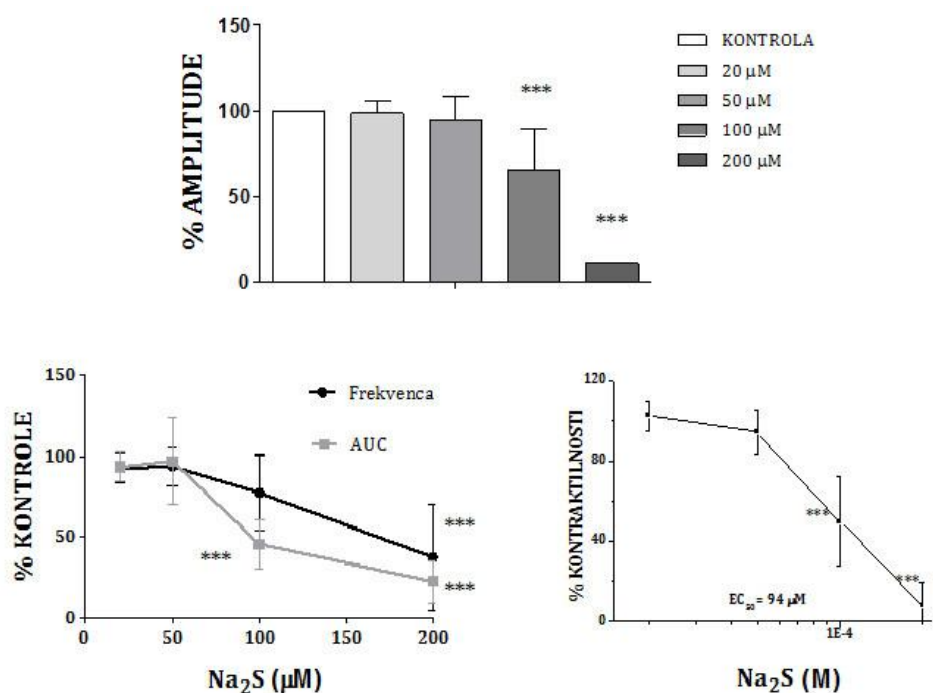 150
100
50
0
% AMPLITUDE
***
***
KONTROLA
20 µM
50 µM
100 µM
200 µM
150
100
50
0
% KONTROLE
Frekvenca
AUC
***
***
***
0
50
100
150
200
Na₂S (µM)
120
80
40
0
% KONTRAKTILNOSTI
***
***
EC₅₀ = 94 µM
1E-4
Na₂S (M)